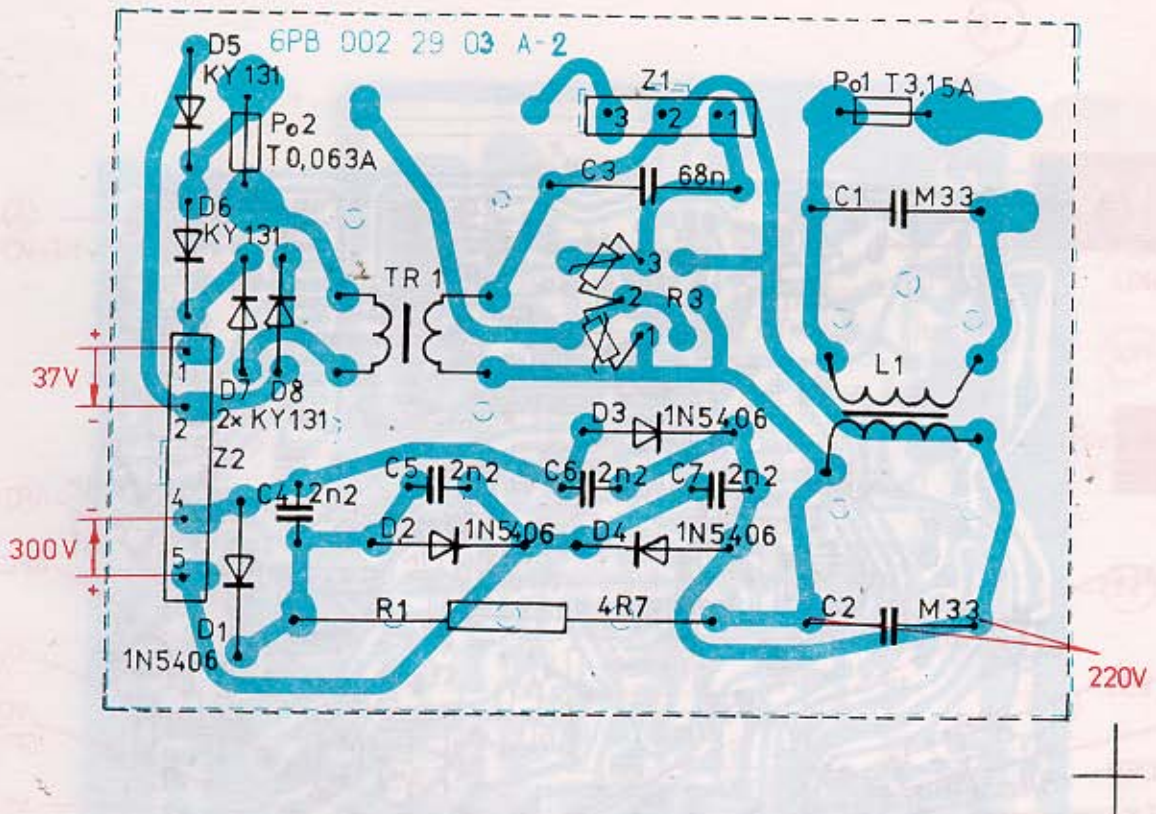 6PB 002 29 03 A-2
D5
KY 131
Po2
T0,063A
Z1
3 2 1
Po1 T3,15A
C3 68n
C1 M33
D6
KY 131
TR 1
3
2
1
R3
L1
37V
+
-
1
2
4
5
Z2
D7 D8
2x KY131
300V
-
+
C4 2n2
C5 2n2
C6 2n2
C7 2n2
D3 1N5406
D2 1N5406
D4 1N5406
R1 4R7
C2 M33
D1
1N5406
220V